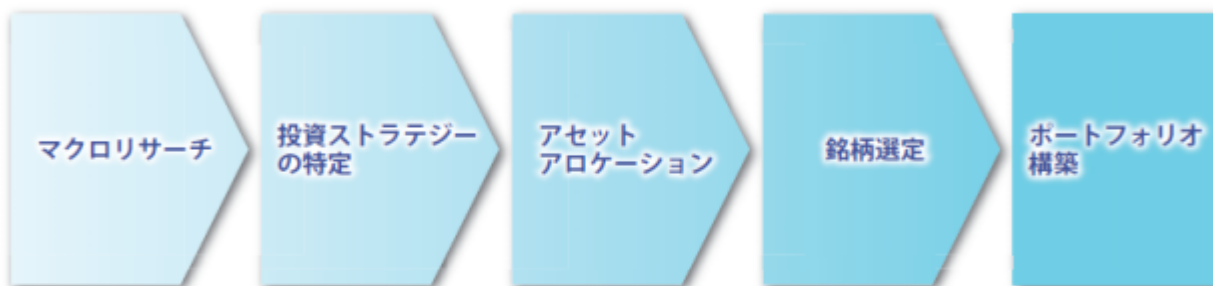 マクロリサーチ
投資ストラテジー
の特定
アセット
アロケーション
銘柄選定
ポートフォリオ
構築